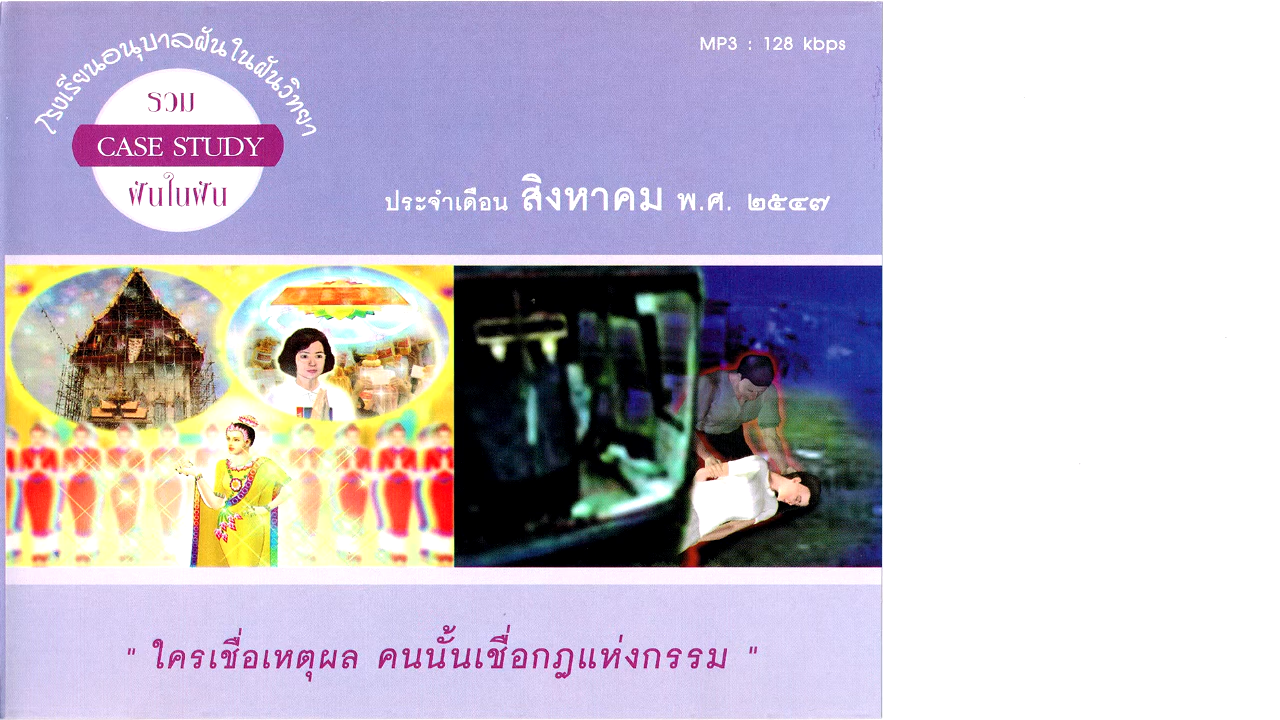 โรงเรียนอนุบาลฝันในฝันวิทยา
MP3 : 128 kbps
รวม
CASE STUDY
ฝันในฝัน
ประจำเดือน สิงหาคม พ.ศ. ๒๕๔๗
" ใครเชื่อเหตุผล คนนั้นเชื่อกฎแห่งกรรม "